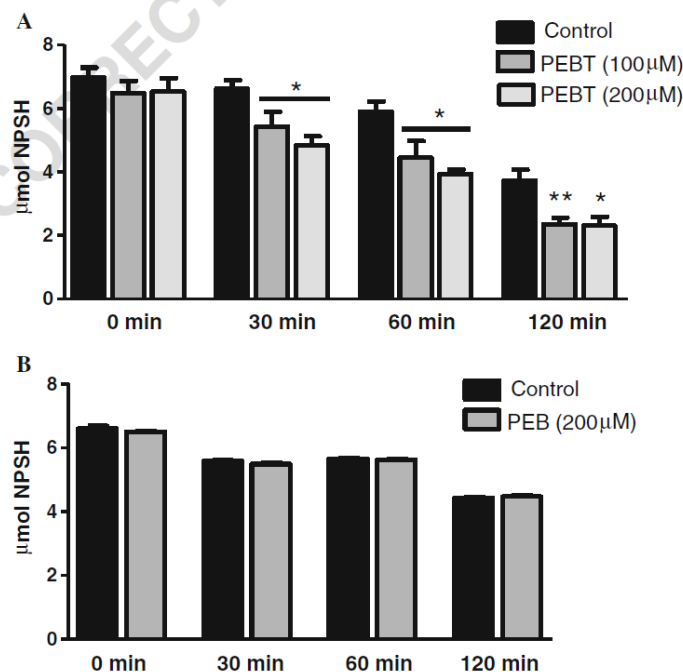 A
8
6
4
2
0
μmol NPSH
Control
PEBT (100μM)
PEBT (200μM)
*
*
**
*
0 min
30 min
60 min
120 min
B
8
6
4
2
0
μmol NPSH
Control
PEB (200μM)
0 min
30 min
60 min
120 min